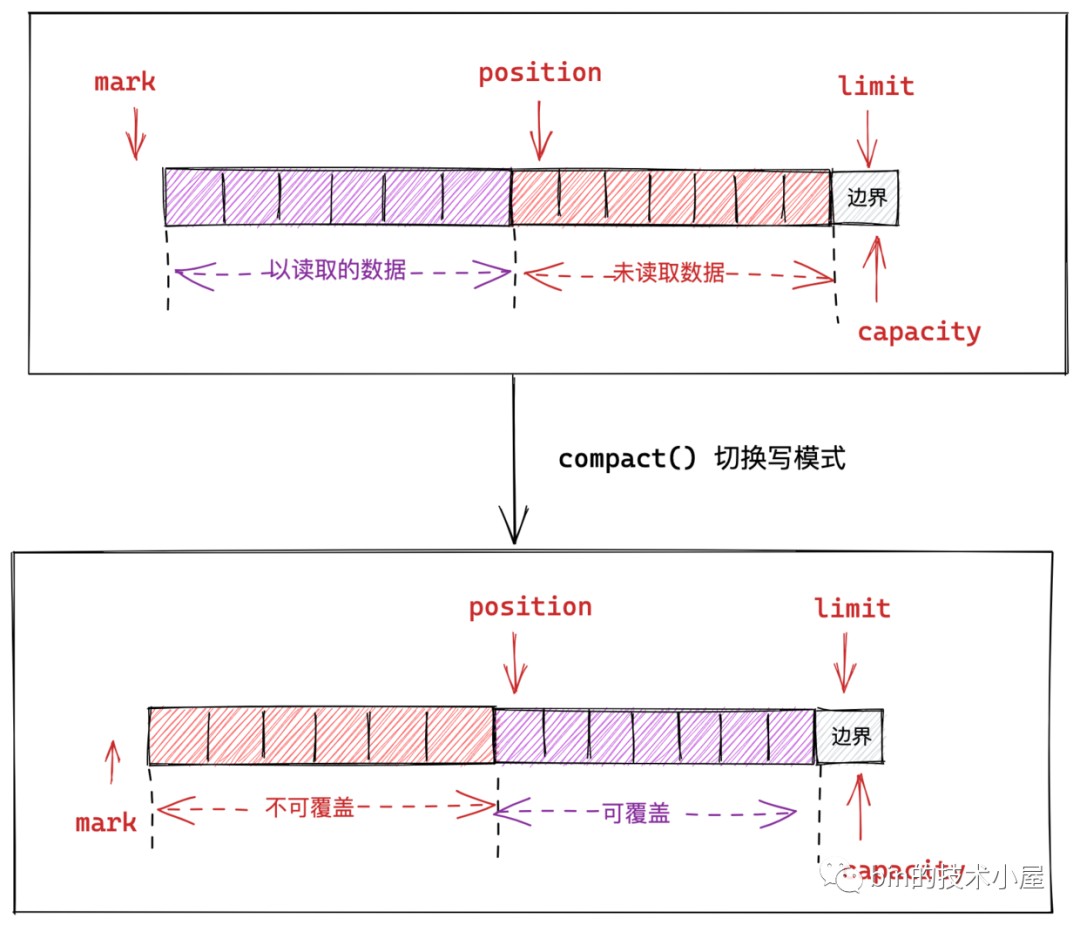 mark
position
limit
边界
以读取的数据
未读取数据
capacity
compact() 切换写模式
position
limit
边界
不可覆盖
可覆盖
mark
capacity
bin的技术小屋